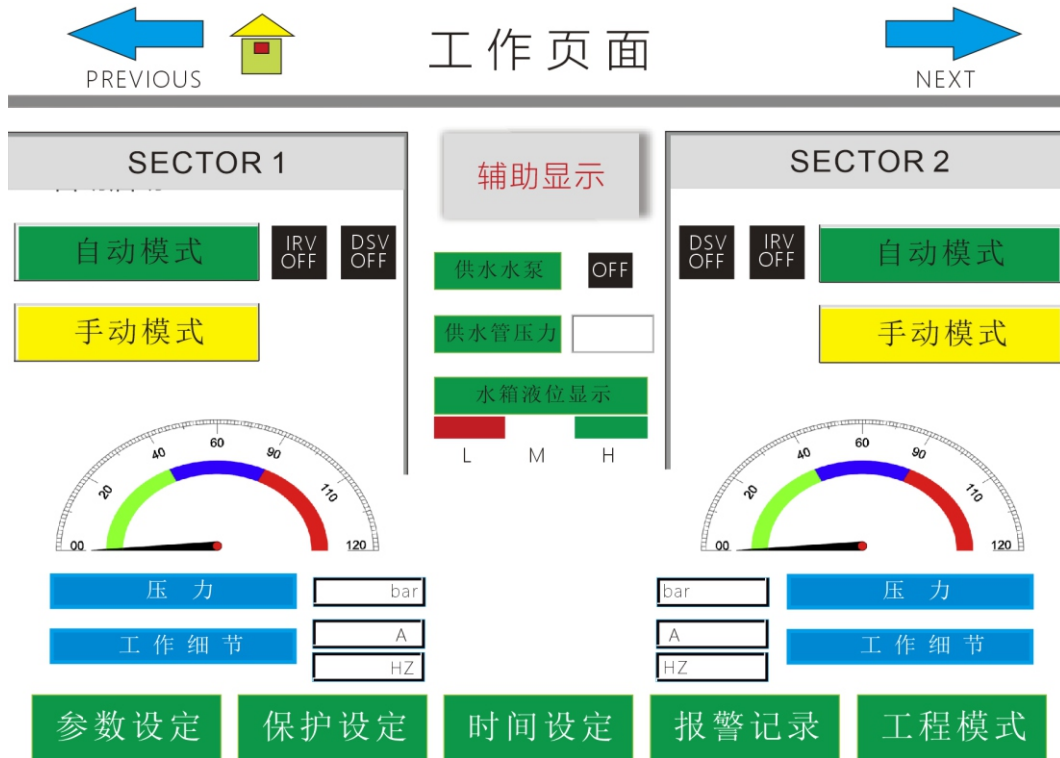 工作页面
PREVIOUS
NEXT
SECTOR 1
自动模式
IRV
OFF
DSV
OFF
手动模式
辅助显示
供水水泵
OFF
供水管压力
水箱液位显示
L M H
SECTOR 2
DSV
OFF
IRV
OFF
自动模式
手动模式
00 20 40 60 90 110 120
压 力
bar
工作细节
A
HZ
00 20 40 60 90 110 120
bar
压 力
A
工作细节
HZ
参数设定
保护设定
时间设定
报警记录
工程模式